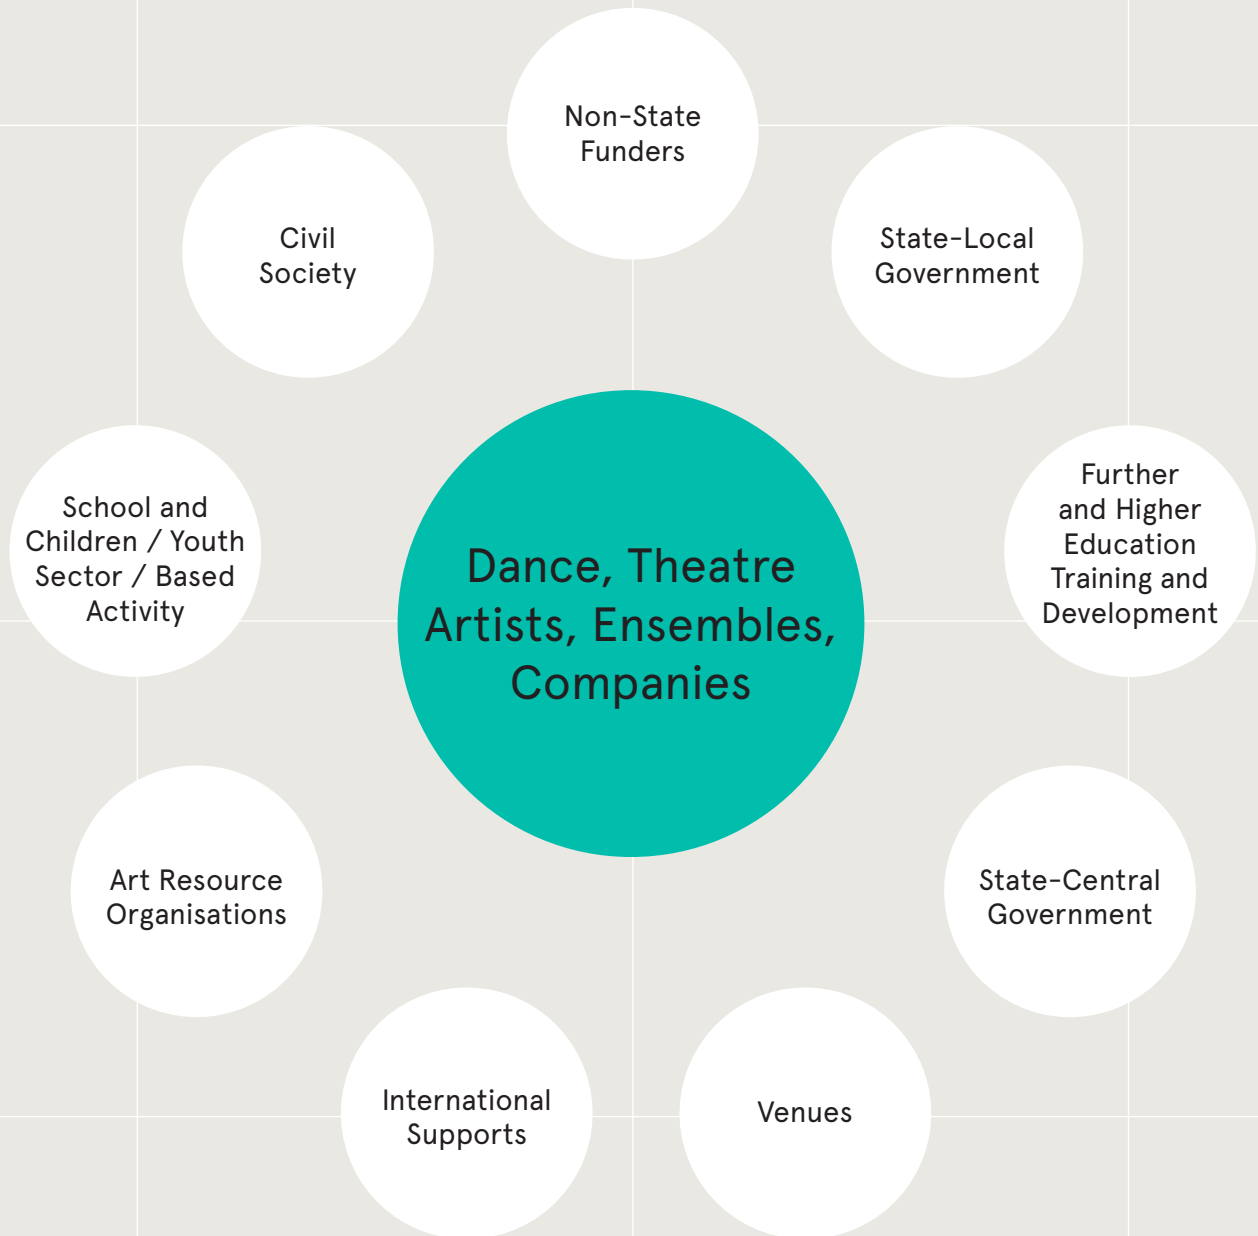 Non-State
Funders
State-Local
Government
Further
and Higher
Education
Training and
Development
State-Central
Government
Venues
International
Supports
Art Resource
Organisations
School and
Children / Youth
Sector / Based
Activity
Civil
Society
Dance, Theatre
Artists, Ensembles,
Companies